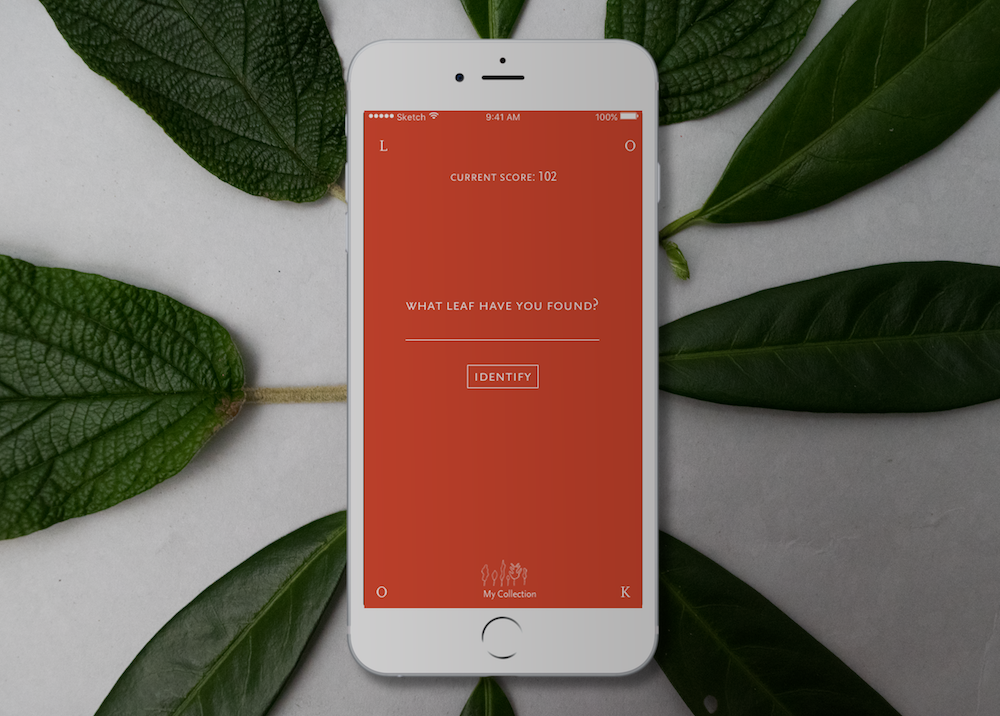 Sketch 9:41 AM 100%
L O
CURRENT SCORE: 102
WHAT LEAF HAVE YOU FOUND?
IDENTIFY
My Collection
O K